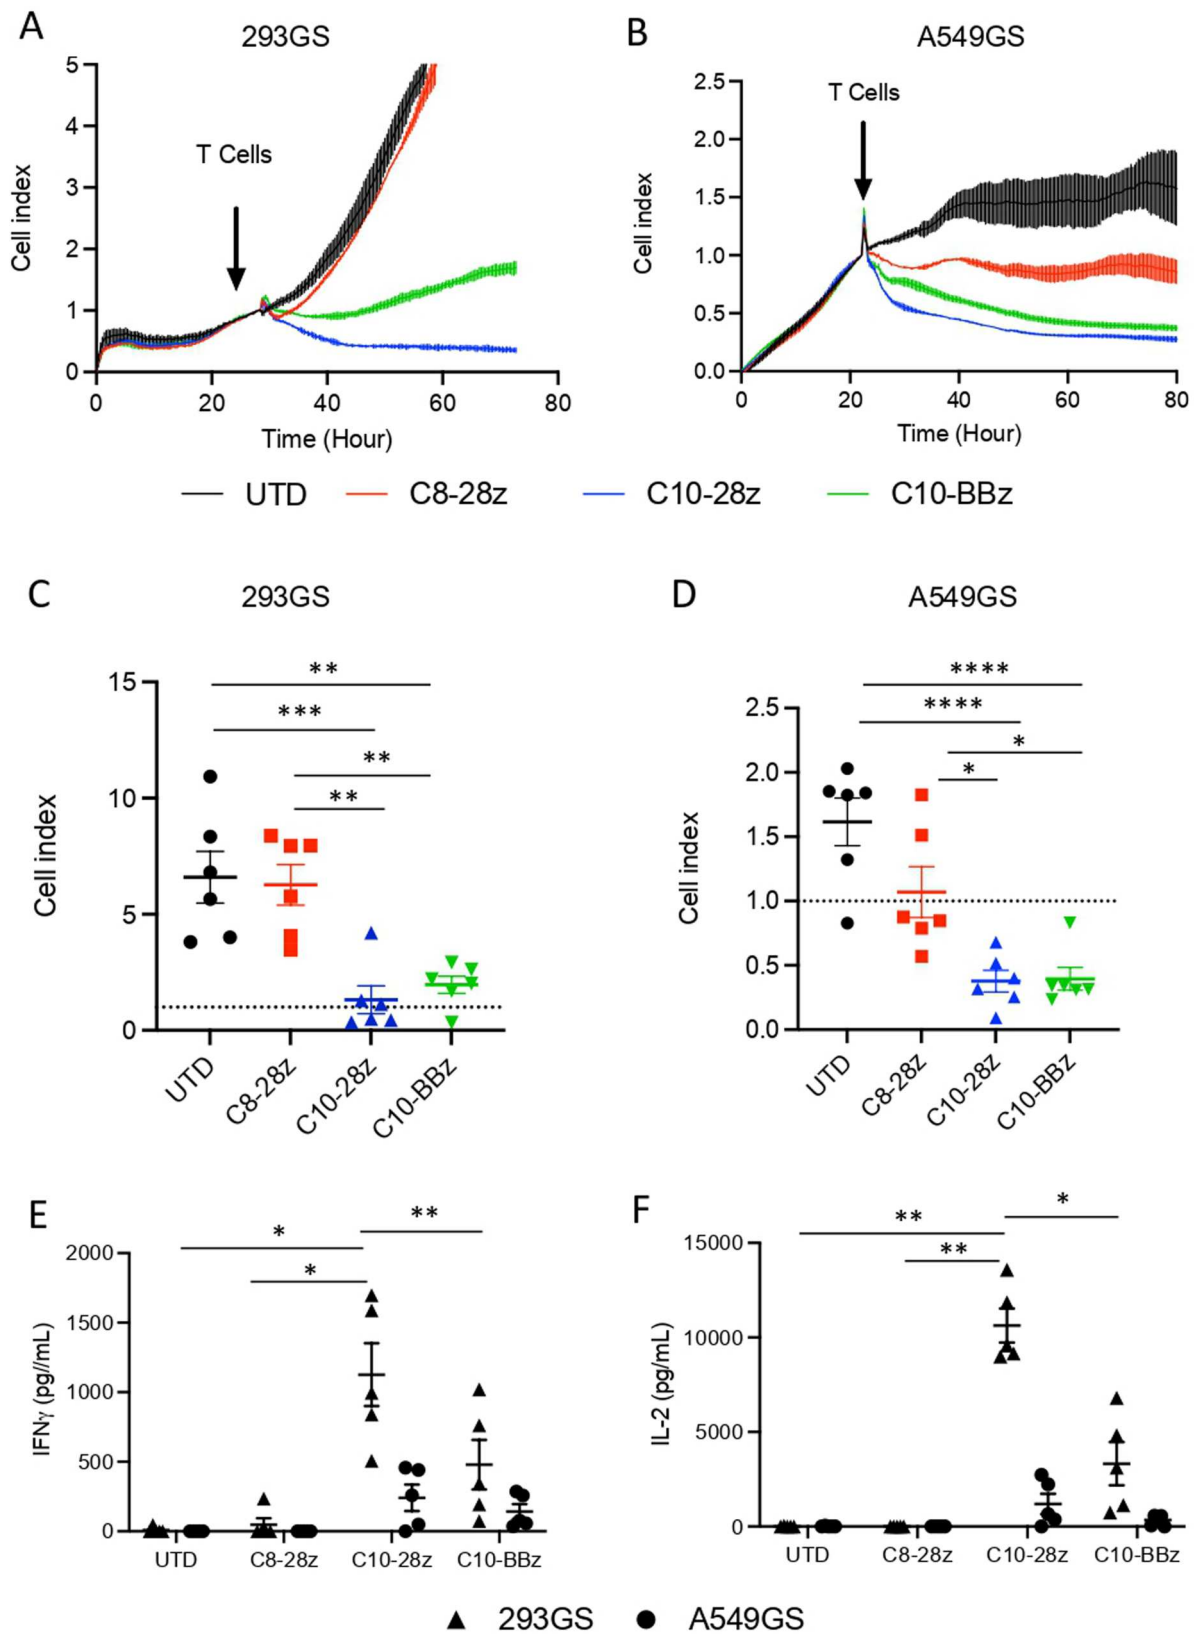 A
293GS
5
4
3
2
1
0
Cell index
T Cells
0
20
40
60
80
Time (Hour)
B
A549GS
2.5
2.0
1.5
1.0
0.5
0.0
Cell index
T Cells
0
20
40
60
80
Time (Hour)
UTD
C8-28z
C10-28z
C10-BBz
C
293GS
15
10
5
0
Cell index
**
***
**
**
UTD
C8-28z
C10-28z
C10-BBz
D
A549GS
2.5
2.0
1.5
1.0
0.5
0.0
Cell index
****
****
*
*
UTD
C8-28z
C10-28z
C10-BBz
E
2000
1500
1000
500
0
IFNγ (pg//mL)
**
*
*
UTD
C8-28z
C10-28z
C10-BBz
F
15000
10000
5000
0
IL-2 (pg/mL)
*
**
**
UTD
C8-28z
C10-28z
C10-BBz
293GS
A549GS